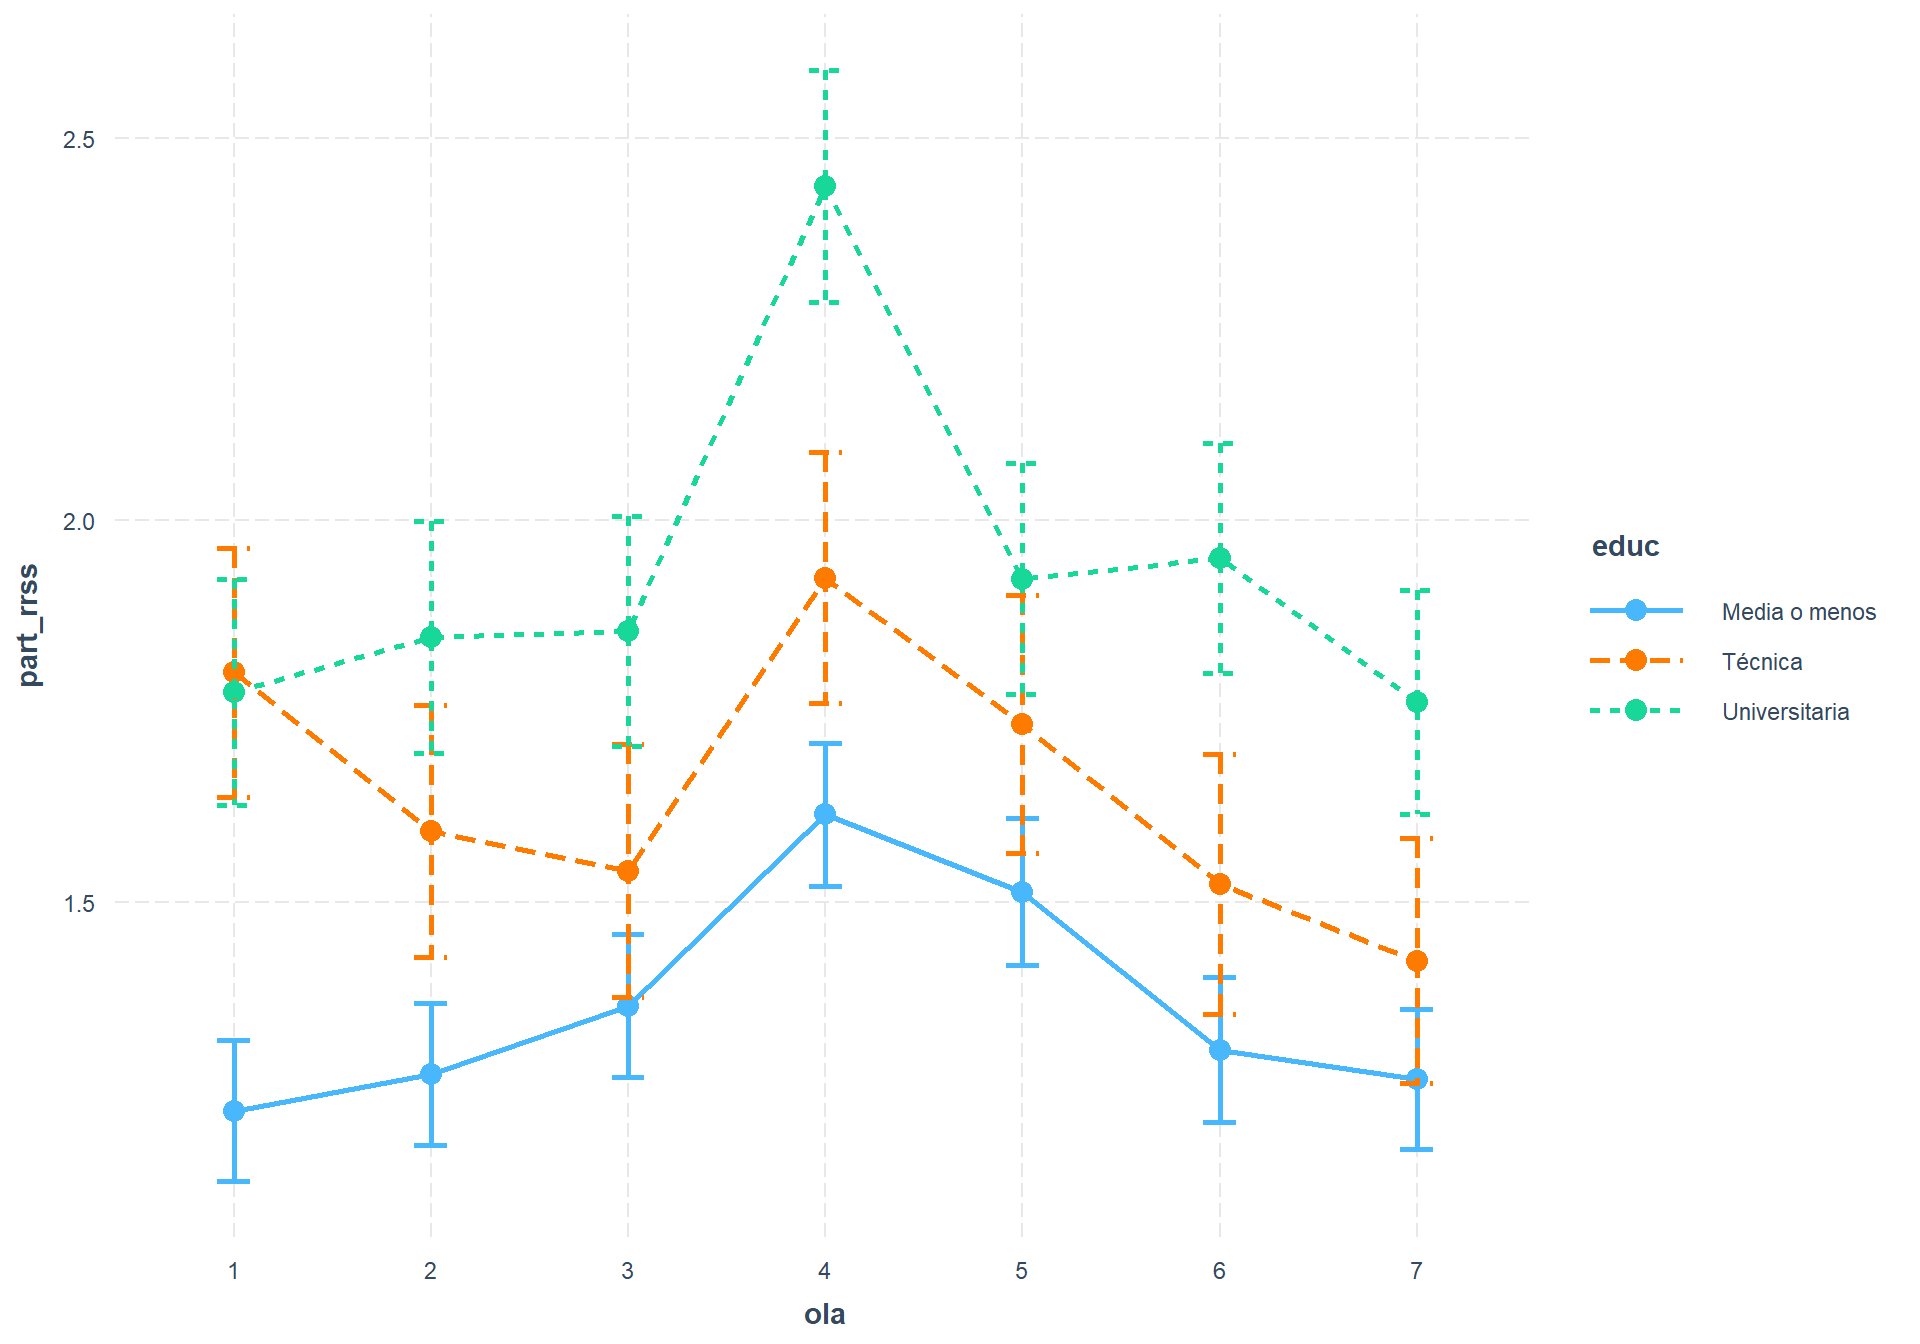 2.5
2.0
1.5
part_rrss
1 2 3 4 5 6 7
ola
educ
Media o menos
Técnica
Universitaria